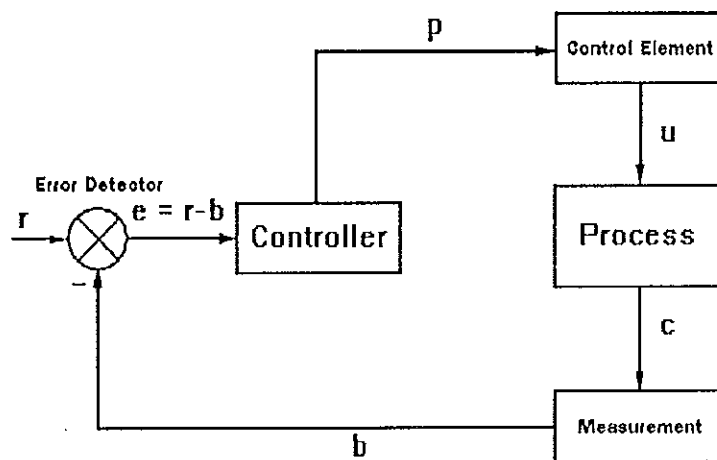 p
Control Element
u
Error Detector
r
e = r-b
Controller
Process
-
c
b
Measurement